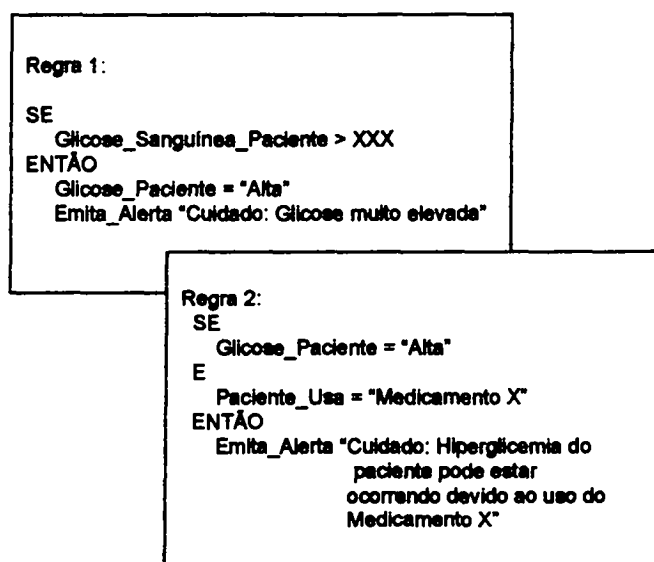 Regra 1:
SE
Glicose_Sanguínea_Paciente > XXX
ENTÃO
Glicose_Paciente = "Alta"
Emita_Alerta "Cuidado: Glicose muito elevada"
Regra 2:
SE
Glicose_Paciente = "Alta"
E
Paciente_Usa = "Medicamento X"
ENTÃO
Emita_Alerta "Cuidado: Hiperglicemia do
paciente pode estar
ocorrendo devido ao uso do
Medicamento X"